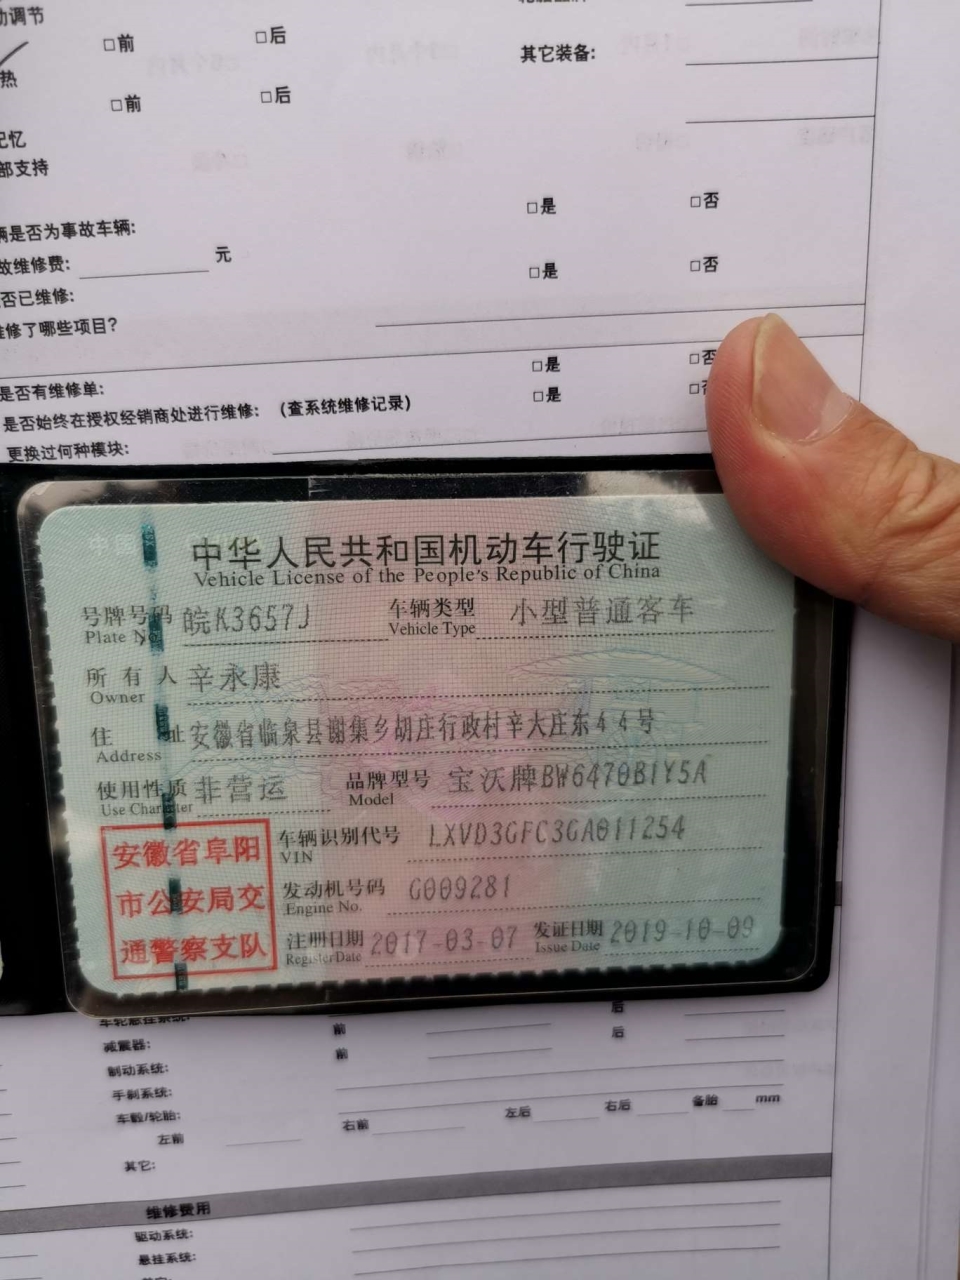 动调节
□前 □后
热
□前 □后
其它装备:
记忆
部支持
辆是否为事故车辆: □是 □否
故维修费: 元
否已维修: □是 □否
维修了哪些项目?
是否有维修单: □是 □否
是否始终在授权经销商处进行维修: (查系统维修记录) □是
更换过何种模块:
中华人民共和国机动车行驶证
Vehicle License of the People's Republic of China
号牌号码 皖K3657J 车辆类型 小型普通客车
Plate No. Vehicle Type
所有人 辛永康
Owner
住址 安徽省临泉县谢集乡胡庄行政村辛大庄东44号
Address
使用性质 非营运 品牌型号 宝沃牌BW6470B1Y5A
Use Character Model
安徽省阜阳
市公安局交
通警察支队
车辆识别代号 LXVD3GFC3GA011254
VIN
发动机号码 G009281
Engine No.
注册日期 2017-03-07 发证日期 2019-10-09
Register Date Issue Date
车轮悬挂系统: 前 后
减震器: 前 后
制动系统:
手刹系统:
车毂/轮胎:
左前 右前 左后 右后 备胎 mm
其它:
维修费用
驱动系统:
悬挂系统: